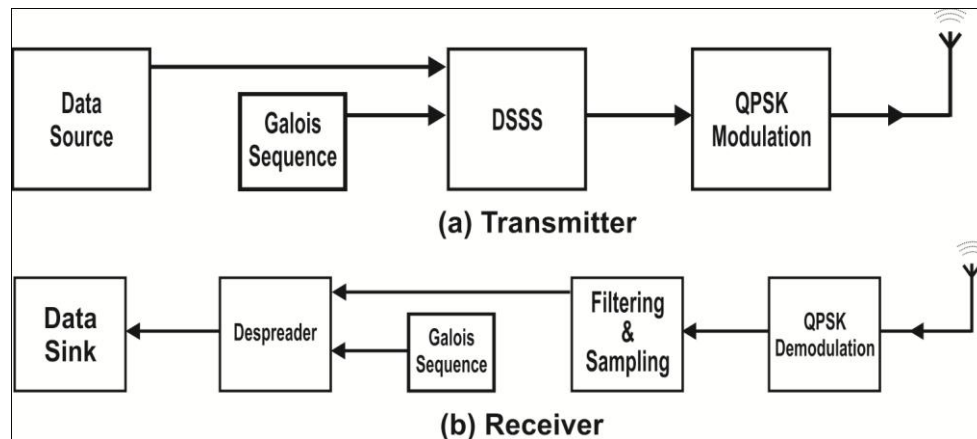 Data
Source
Galois
Sequence
DSSS
QPSK
Modulation
(a) Transmitter
Data
Sink
Despreader
Galois
Sequence
Filtering
&
Sampling
QPSK
Demodulation
(b) Receiver